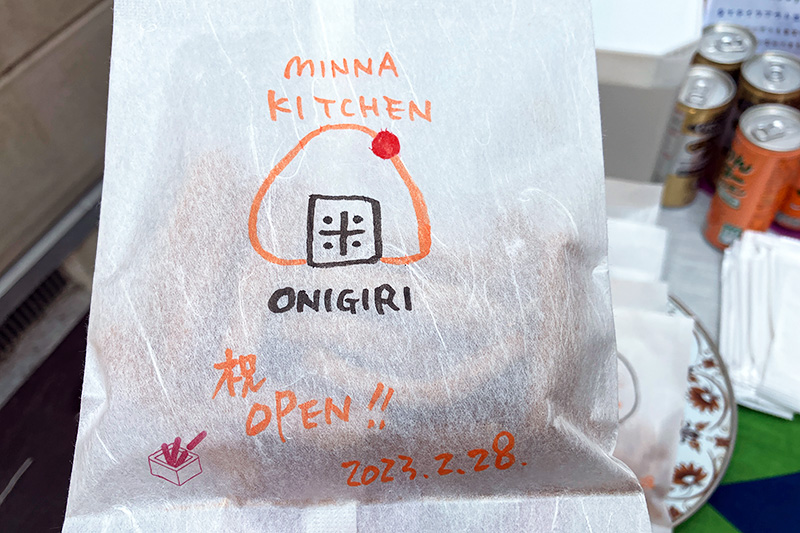 MINNA
KITCHEN
米
ONIGIRI
祝
OPEN!!
2023.2.28.